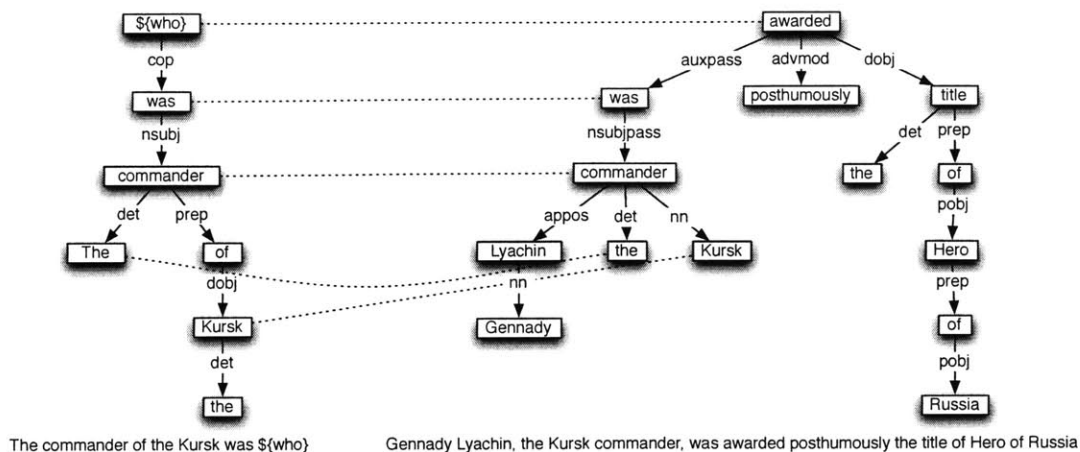 ${who} awarded
cop auxpass advmod dobj
was was posthumously title
nsubj nsubjpass det prep
commander commander the of
det prep appos det nn pobj
The of Lyachin the Kursk Hero
dobj nn prep
Kursk Gennady of
det pobj
the Russia
The commander of the Kursk was ${who} Gennady Lyachin, the Kursk commander, was awarded posthumously the title of Hero of Russia